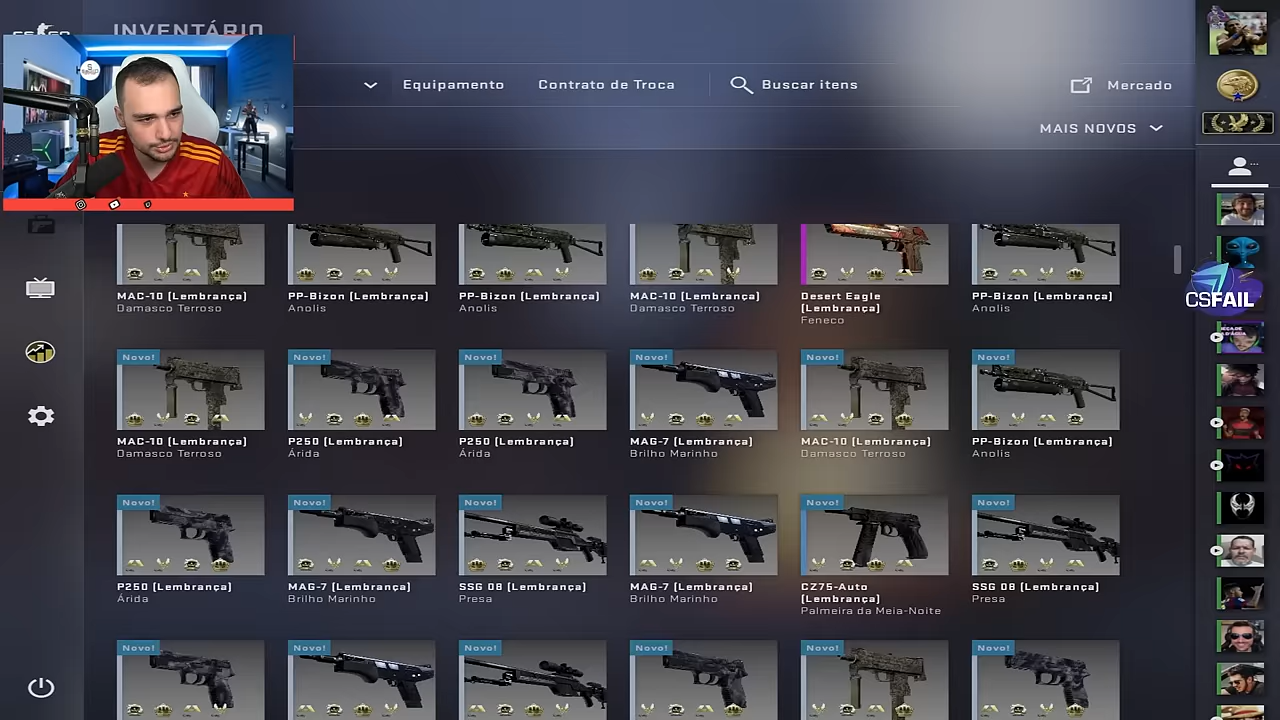 INVENTÁRIO
Equipamento
Contrato de Troca
Buscar itens
Mercado
MAIS NOVOS
MAC-10 (Lembrança)
Damasco Terroso
PP-Bizon (Lembrança)
Anolis
PP-Bizon (Lembrança)
Anolis
MAC-10 (Lembrança)
Damasco Terroso
Desert Eagle
(Lembrança)
Feneco
PP-Bizon (Lembrança)
Anolis
CSFAIL
Novo!
MAC-10 (Lembrança)
Damasco Terroso
Novo!
P250 (Lembrança)
Árida
Novo!
P250 (Lembrança)
Árida
Novo!
MAG-7 (Lembrança)
Brilho Marinho
Novo!
MAC-10 (Lembrança)
Damasco Terroso
Novo!
PP-Bizon (Lembrança)
Anolis
Novo!
P250 (Lembrança)
Árida
Novo!
MAG-7 (Lembrança)
Brilho Marinho
Novo!
SSG 08 (Lembrança)
Presa
Novo!
MAG-7 (Lembrança)
Brilho Marinho
Novo!
CZ75-Auto
(Lembrança)
Palmeira da Meia-Noite
Novo!
SSG 08 (Lembrança)
Presa
Novo!
Novo!
Novo!
Novo!
Novo!
Novo!